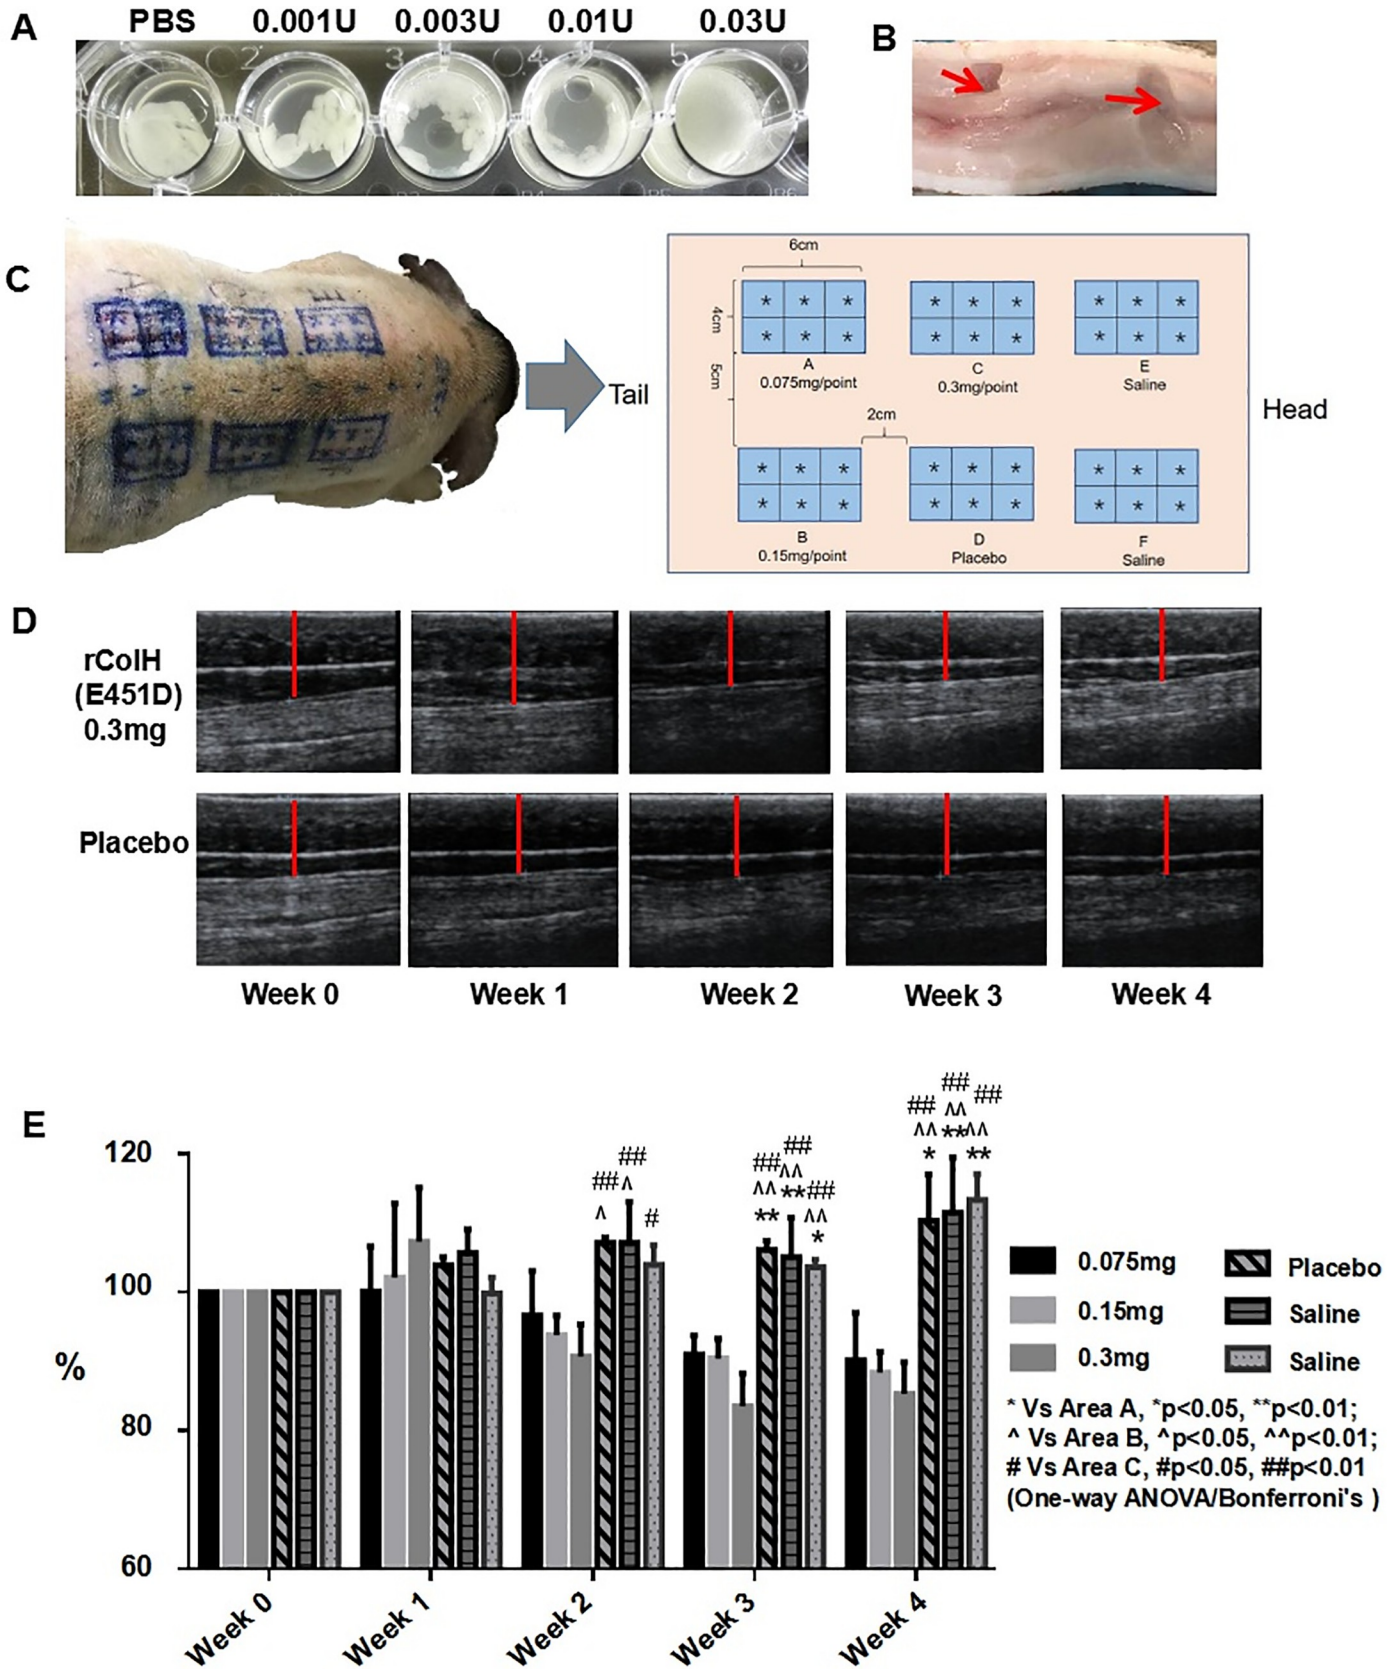 A
PBS 0.001U 0.003U 0.01U 0.03U
2
3
4
5
B
C
6cm
4cm
5cm
2cm
* * *
* * *
A
0.075mg/point
* * *
* * *
C
0.3mg/point
* * *
* * *
E
Saline
* * *
* * *
B
0.15mg/point
* * *
* * *
D
Placebo
* * *
* * *
F
Saline
Tail
Head
D
rColH
(E451D)
0.3mg
Placebo
Week 0 Week 1 Week 2 Week 3 Week 4
E
120
100
80
60
%
##
^
##
^
#
##
^^
**
##
^^
**
##
^^
*
##
^^
*
##
^^
**
##
^^
**
Week 0 Week 1 Week 2 Week 3 Week 4
0.075mg
0.15mg
0.3mg
Placebo
Saline
Saline
* Vs Area A, *p<0.05, **p<0.01;
^ Vs Area B, ^p<0.05, ^^p<0.01;
# Vs Area C, #p<0.05, ##p<0.01
(One-way ANOVA/Bonferroni's )